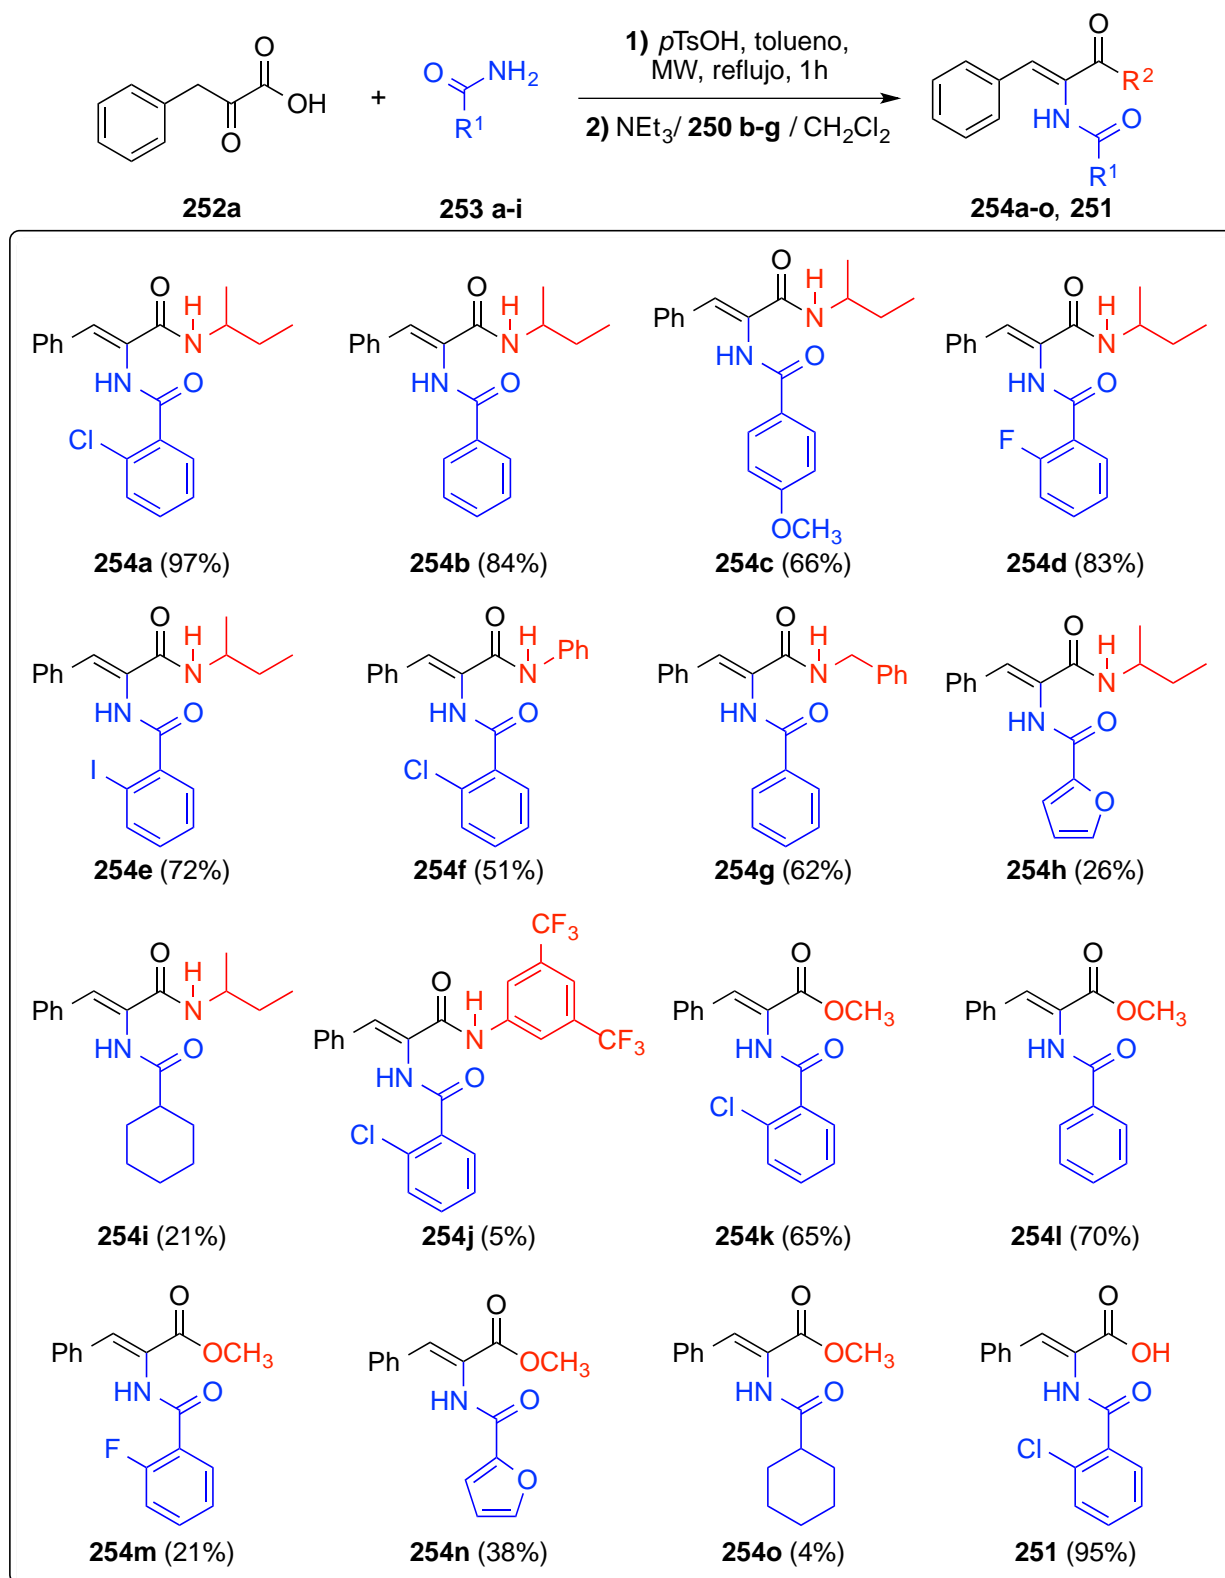 O
OH
O
252a
+
O NH2
R1
253 a-i
1) pTsOH, tolueno,
MW, reflujo, 1h
2) NEt3/ 250 b-g / CH2Cl2
O
R2
HN O
R1
254a-o, 251
O H
Ph N
HN O
Cl
254a (97%)
O H
Ph N
HN O
254b (84%)
O H
Ph N
HN O
OCH3
254c (66%)
O H
Ph N
HN O
F
254d (83%)
O H
Ph N
HN O
I
254e (72%)
O H
Ph N Ph
HN O
Cl
254f (51%)
O H
Ph N Ph
HN O
254g (62%)
O H
Ph N
HN O
O
254h (26%)
O H
Ph N
HN O
254i (21%)
CF3
O H
Ph N CF3
HN O
Cl
254j (5%)
O
Ph OCH3
HN O
Cl
254k (65%)
O
Ph OCH3
HN O
254l (70%)
O
Ph OCH3
HN O
F
254m (21%)
O
Ph OCH3
HN O
O
254n (38%)
O
Ph OCH3
HN O
254o (4%)
O
Ph OH
HN O
Cl
251 (95%)